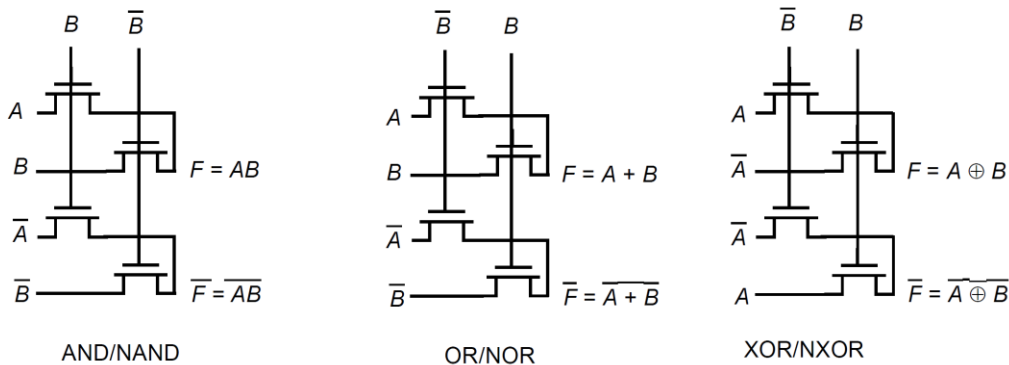 B B̅ B̅ B B̅ B
A A A
B F = AB B F = A + B A̅ F = A ⊕ B
A̅ A̅ A̅
B̅ F̅ = A̅B̅ B̅ F̅ = A̅ ̅+̅ ̅B̅ A F̅ = A̅ ̅⊕̅ ̅B̅
AND/NAND OR/NOR XOR/NXOR